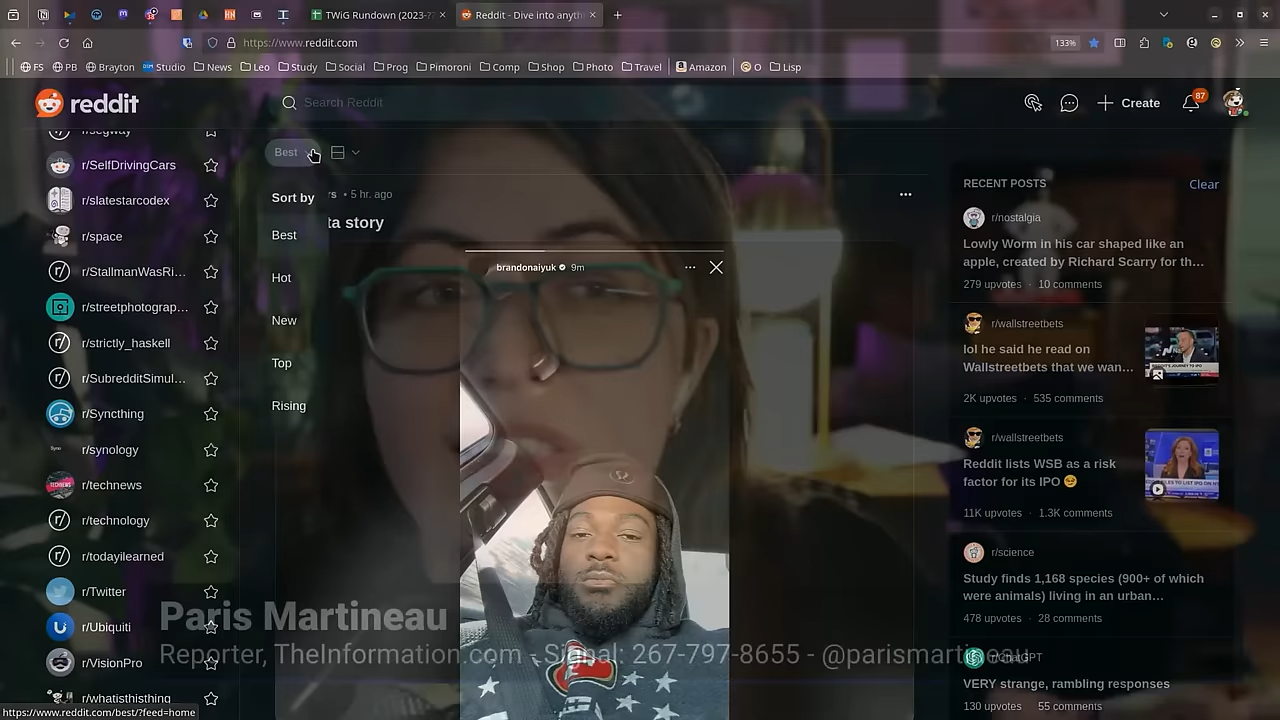 TWiG Rundown (2023-??
Reddit - Dive into anyth
https://www.reddit.com
133%
FS
PB
Brayton
Studio
News
Leo
Study
Social
Prog
Pimoroni
Comp
Shop
Photo
Travel
Amazon
O
Lisp
reddit
Search Reddit
Create
87
r/segway
r/SelfDrivingCars
r/slatestarcodex
r/space
r/StallmanWasRi...
r/streetphotograp...
r/strictly_haskell
r/SubredditSimul...
r/Syncthing
r/synology
r/technews
r/technology
r/todayilearned
r/Twitter
r/Ubiquiti
r/VisionPro
r/whatisthisthing
Best
Sort by
Best
Hot
New
Top
Rising
rs • 5 hr. ago
ta story
brandonaiyuk 9m
RECENT POSTS
Clear
r/nostalgia
Lowly Worm in his car shaped like an
apple, created by Richard Scarry for th...
279 upvotes · 10 comments
r/wallstreetbets
lol he said he read on
Wallstreetbets that we wan...
2K upvotes · 535 comments
r/wallstreetbets
Reddit lists WSB as a risk
factor for its IPO
11K upvotes · 1.3K comments
r/science
Study finds 1,168 species (900+ of which
were animals) living in an urban...
478 upvotes · 28 comments
r/ChatGPT
VERY strange, rambling responses
130 upvotes 55 comments
Paris Martineau
Reporter, TheInformation.com - Signal: 267-797-8655 - @parismartineau
https://www.reddit.com/best/?feed=home